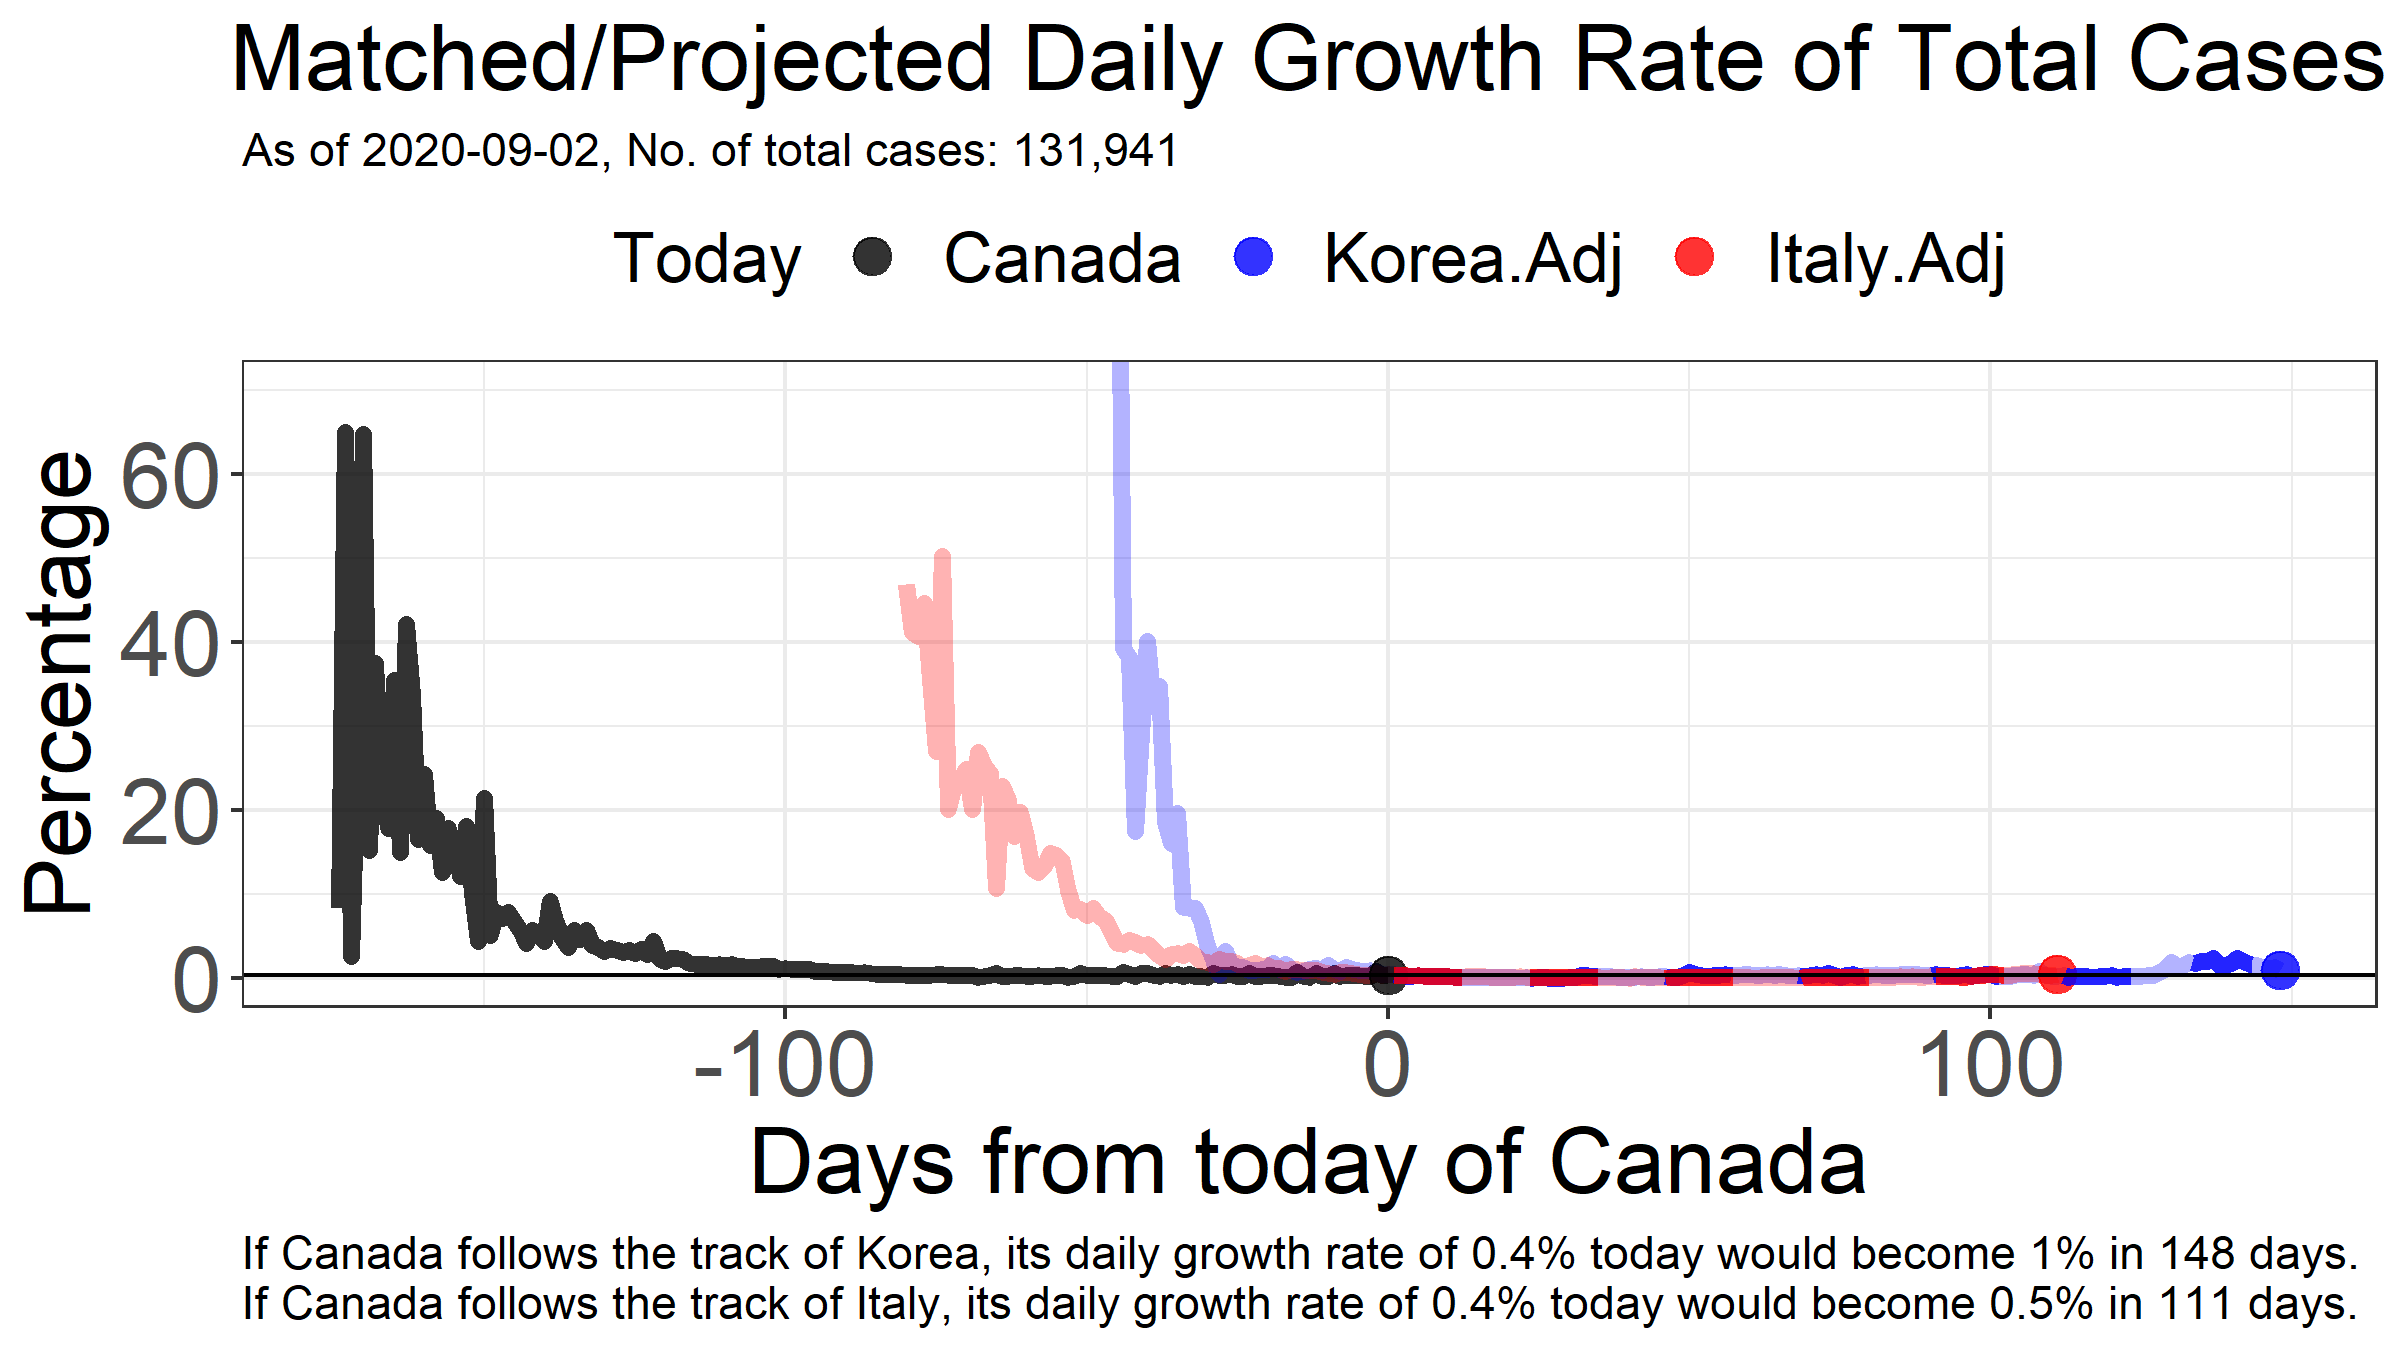 Matched/Projected Daily Growth Rate of Total Cases
As of 2020-09-02, No. of total cases: 131,941
Today Canada Korea.Adj Italy.Adj
Percentage
60
40
20
0
-100 0 100
Days from today of Canada
If Canada follows the track of Korea, its daily growth rate of 0.4% today would become 1% in 148 days.
If Canada follows the track of Italy, its daily growth rate of 0.4% today would become 0.5% in 111 days.